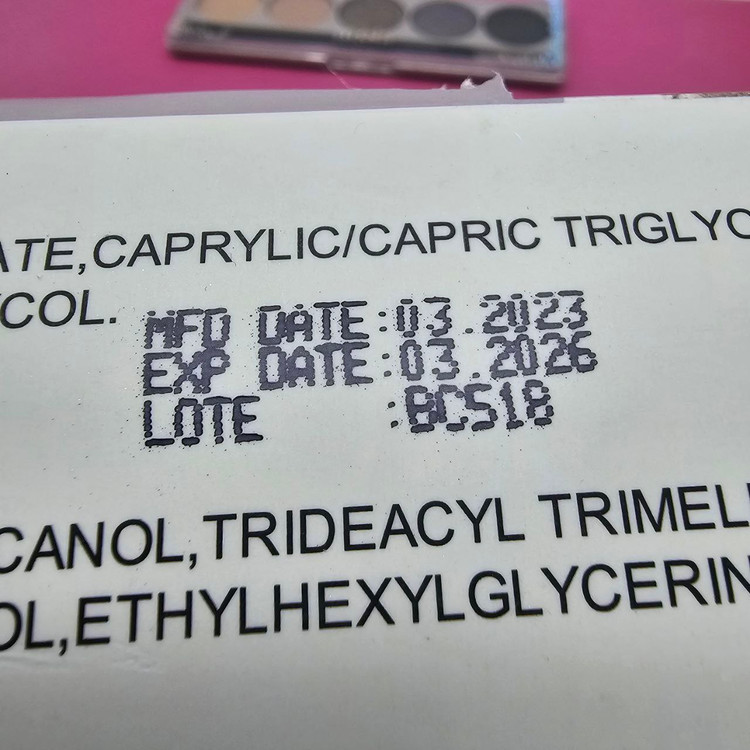 ATE,CAPRYLIC/CAPRIC TRIGLYC
YCOL.
MFD DATE:03.2023
EXP DATE:03.2026
LOTE :BC518
CANOL,TRIDEACYL TRIMEL
OL,ETHYLHEXYLGLYCERIN